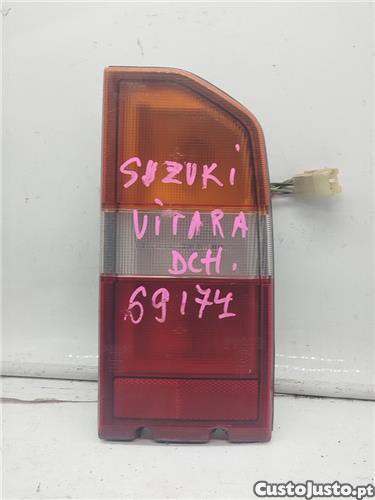 SUZUKi
ViTARA
DCH.
69174
CustoJusto.pt